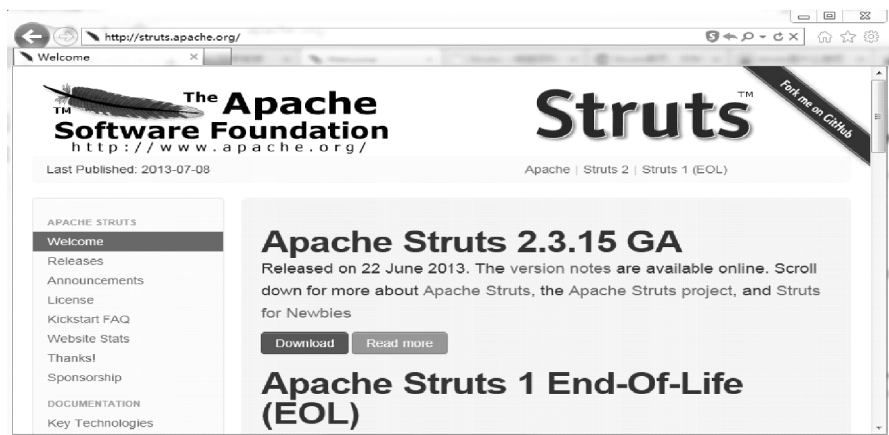 http://struts.apache.org/
Welcome
The Apache
TM
Software Foundation
http://www.apache.org/
Struts™
Fork me on GitHub
Last Published: 2013-07-08
Apache | Struts 2 | Struts 1 (EOL)
APACHE STRUTS
Welcome
Releases
Announcements
License
Kickstart FAQ
Website Stats
Thanks!
Sponsorship
DOCUMENTATION
Key Technologies
Apache Struts 2.3.15 GA
Released on 22 June 2013. The version notes are available online. Scroll
down for more about Apache Struts, the Apache Struts project, and Struts
for Newbies
Download
Read more
Apache Struts 1 End-Of-Life
(EOL)